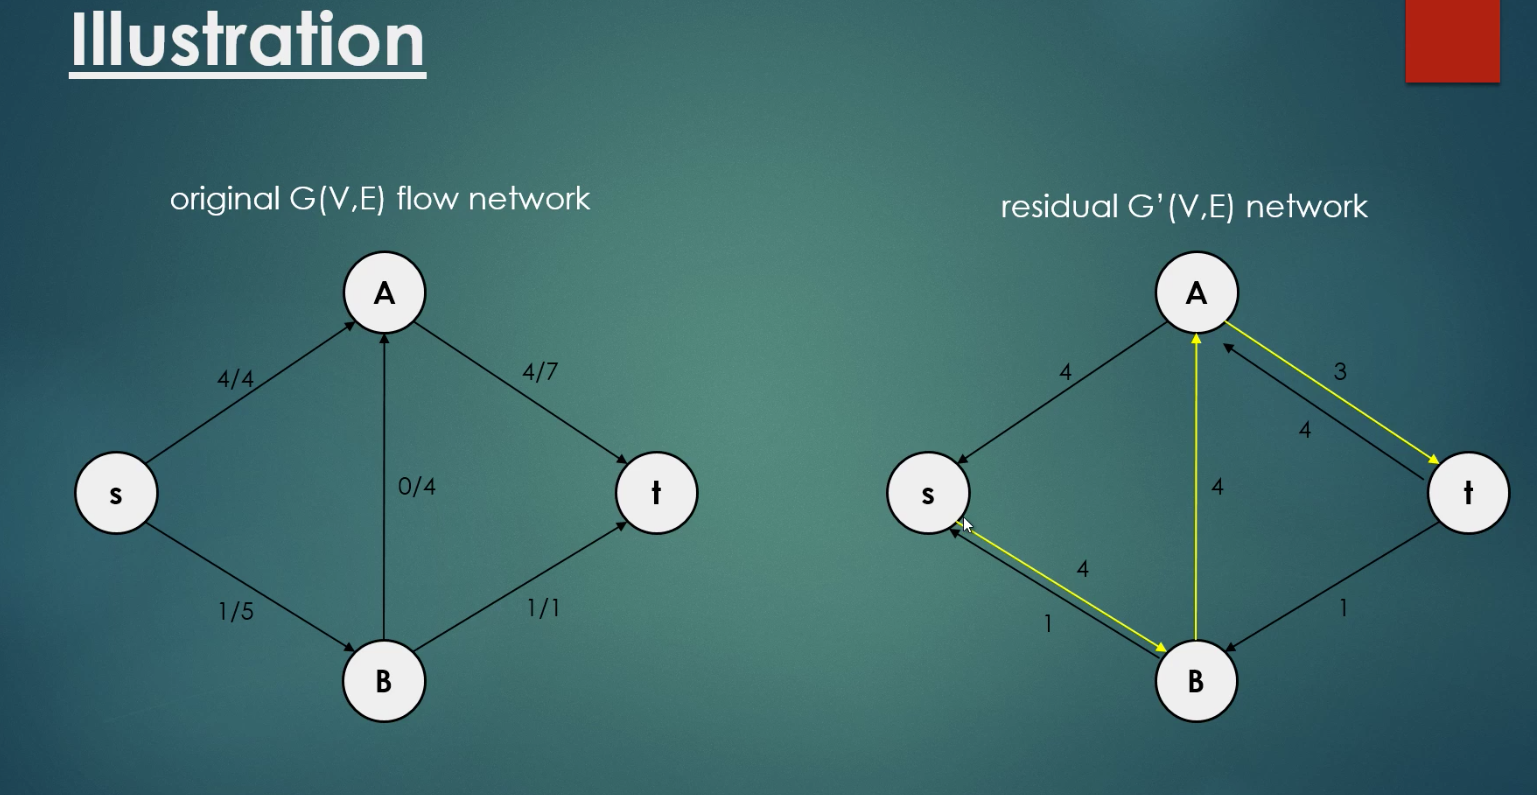 Illustration
original G(V,E) flow network
A
4/4
4/7
s
0/4
t
1/5
1/1
B
residual G'(V,E) network
A
4
3
4
s
4
t
4
1
1
B